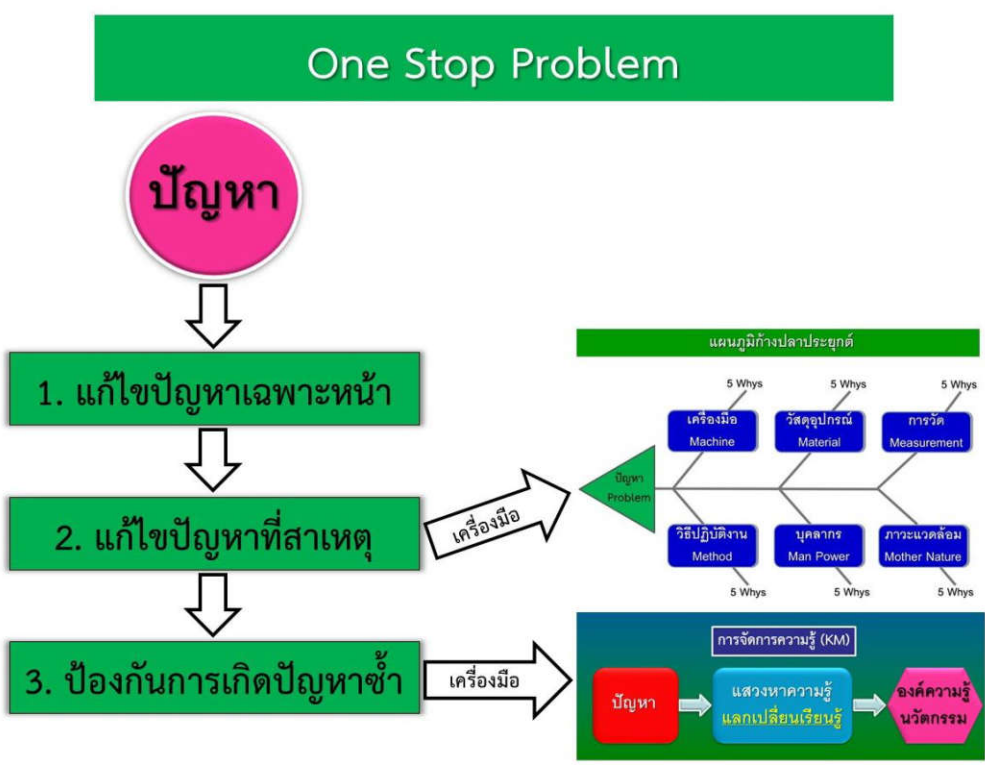 One Stop Problem
ปัญหา
1. แก้ไขปัญหาเฉพาะหน้า
2. แก้ไขปัญหาที่สาเหตุ
เครื่องมือ
3. ป้องกันการเกิดปัญหาซ้ำ
เครื่องมือ
แผนภูมิก้างปลาประยุกต์
5 Whys
5 Whys
5 Whys
เครื่องมือ
Machine
วัสดุอุปกรณ์
Material
การวัด
Measurement
ปัญหา
Problem
วิธีปฏิบัติงาน
Method
บุคลากร
Man Power
ภาวะแวดล้อม
Mother Nature
5 Whys
5 Whys
5 Whys
การจัดการความรู้ (KM)
ปัญหา
แสวงหาความรู้
แลกเปลี่ยนเรียนรู้
องค์ความรู้
นวัตกรรม